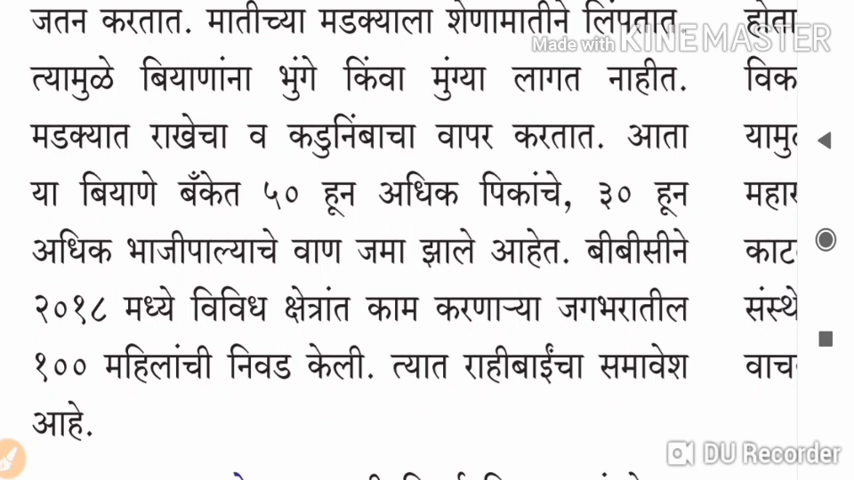 जतन करतात. मातीच्या मडक्याला शेणामातीने लिंपतात.
त्यामुळे बियाणांना भुंगे किंवा मुंग्या लागत नाहीत.
मडक्यात राखेचा व कडुनिंबाचा वापर करतात. आता
या बियाणे बँकेत ५० हून अधिक पिकांचे, ३० हून
अधिक भाजीपाल्याचे वाण जमा झाले आहेत. बीबीसीने
२०१८ मध्ये विविध क्षेत्रांत काम करणाऱ्या जगभरातील
१०० महिलांची निवड केली. त्यात राहीबाईंचा समावेश
आहे.
होता
विक
यामु
महा
काट
संस्थे
वाच
Made with KINEMASTER
DU Recorder